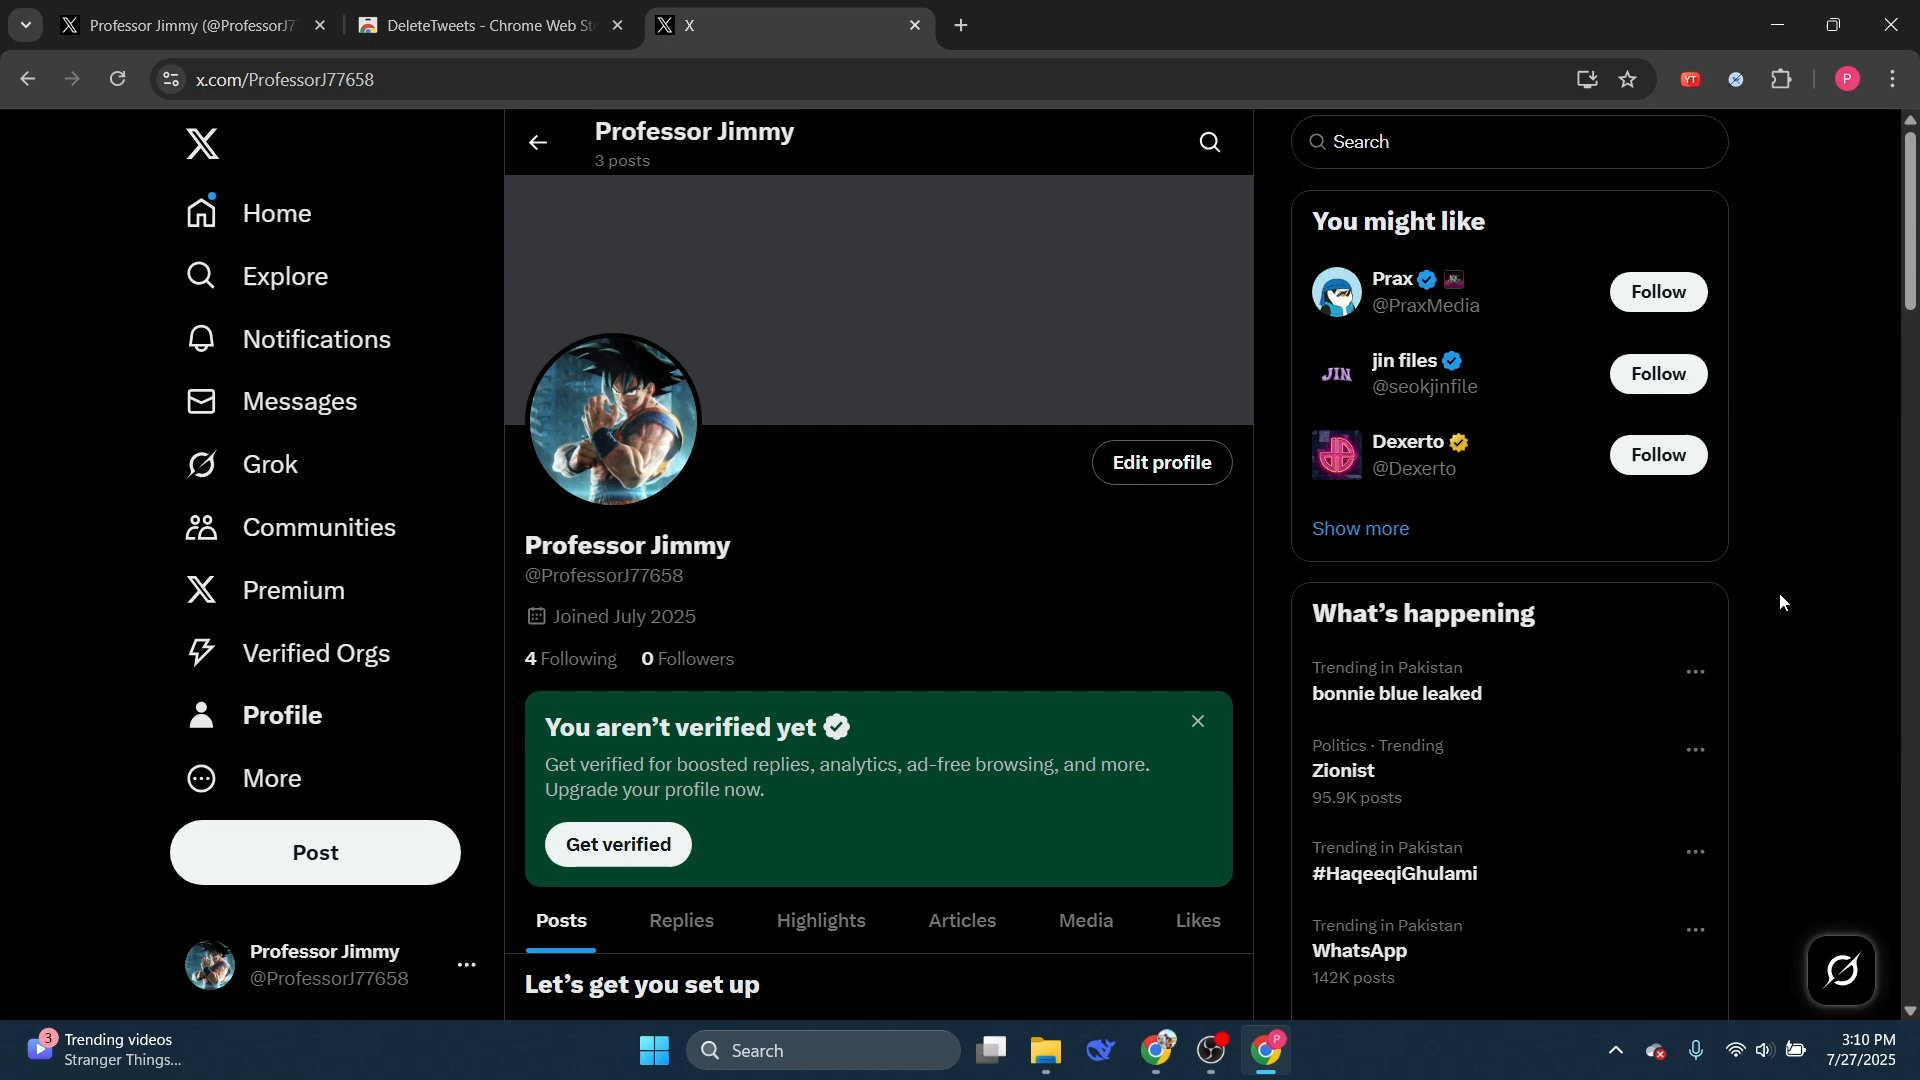 Professor Jimmy (@ProfessorJ7
DeleteTweets - Chrome Web Sto
X
x.com/ProfessorJ77658
YT
P
Home
Explore
Notifications
Messages
Grok
Communities
Premium
Verified Orgs
Profile
More
Post
Professor Jimmy
@ProfessorJ77658
Professor Jimmy
3 posts
Edit profile
Professor Jimmy
@ProfessorJ77658
Joined July 2025
4 Following 0 Followers
You aren't verified yet
Get verified for boosted replies, analytics, ad-free browsing, and more.
Upgrade your profile now.
Get verified
Posts Replies Highlights Articles Media Likes
Let's get you set up
Search
You might like
Prax
@PraxMedia
Follow
JIN
jin files
@seokjinfile
Follow
Dexerto
@Dexerto
Follow
Show more
What's happening
Trending in Pakistan
bonnie blue leaked
Politics · Trending
Zionist
95.9K posts
Trending in Pakistan
#HaqeeqiGhulami
Trending in Pakistan
WhatsApp
142K posts
3
Trending videos
Stranger Things...
Search
P
3:10 PM
7/27/2025